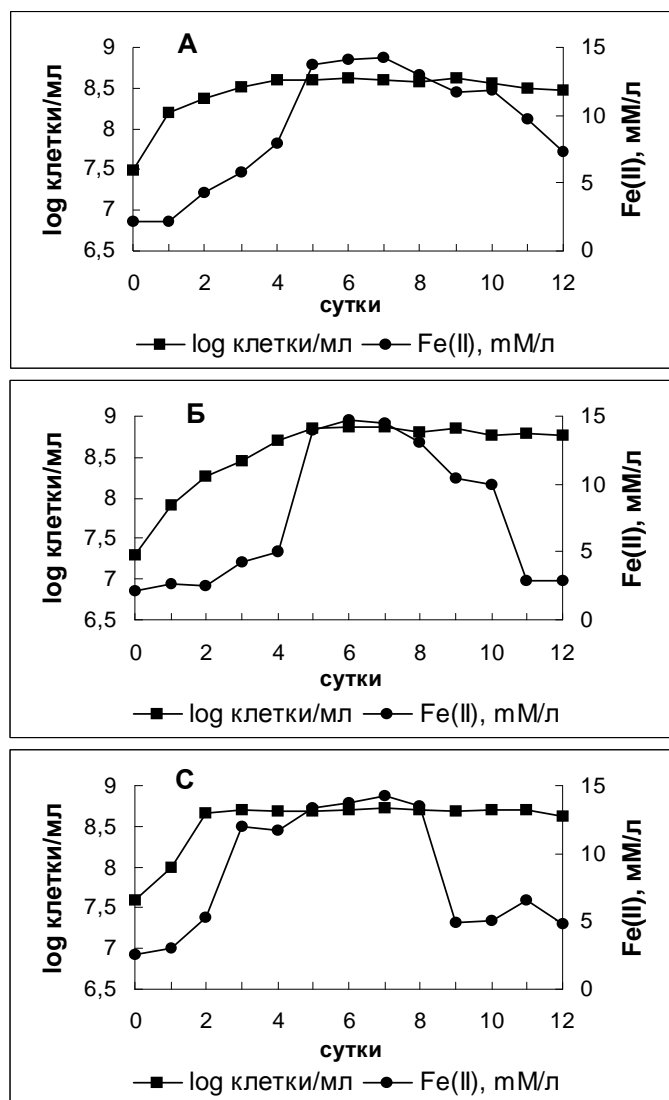 А
log клетки/мл
Fe(II), мМ/л
9
8,5
8
7,5
7
6,5
15
10
5
0
0 2 4 6 8 10 12
сутки
log клетки/мл Fe(II), mM/л
Б
log клетки/мл
Fe(II), мМ/л
9
8,5
8
7,5
7
6,5
15
10
5
0
0 2 4 6 8 10 12
сутки
log клетки/мл Fe(II), mM/л
С
log клетки/мл
Fe(II), мМ/л
9
8,5
8
7,5
7
6,5
15
10
5
0
0 2 4 6 8 10 12
сутки
log клетки/мл Fe(II), mM/л